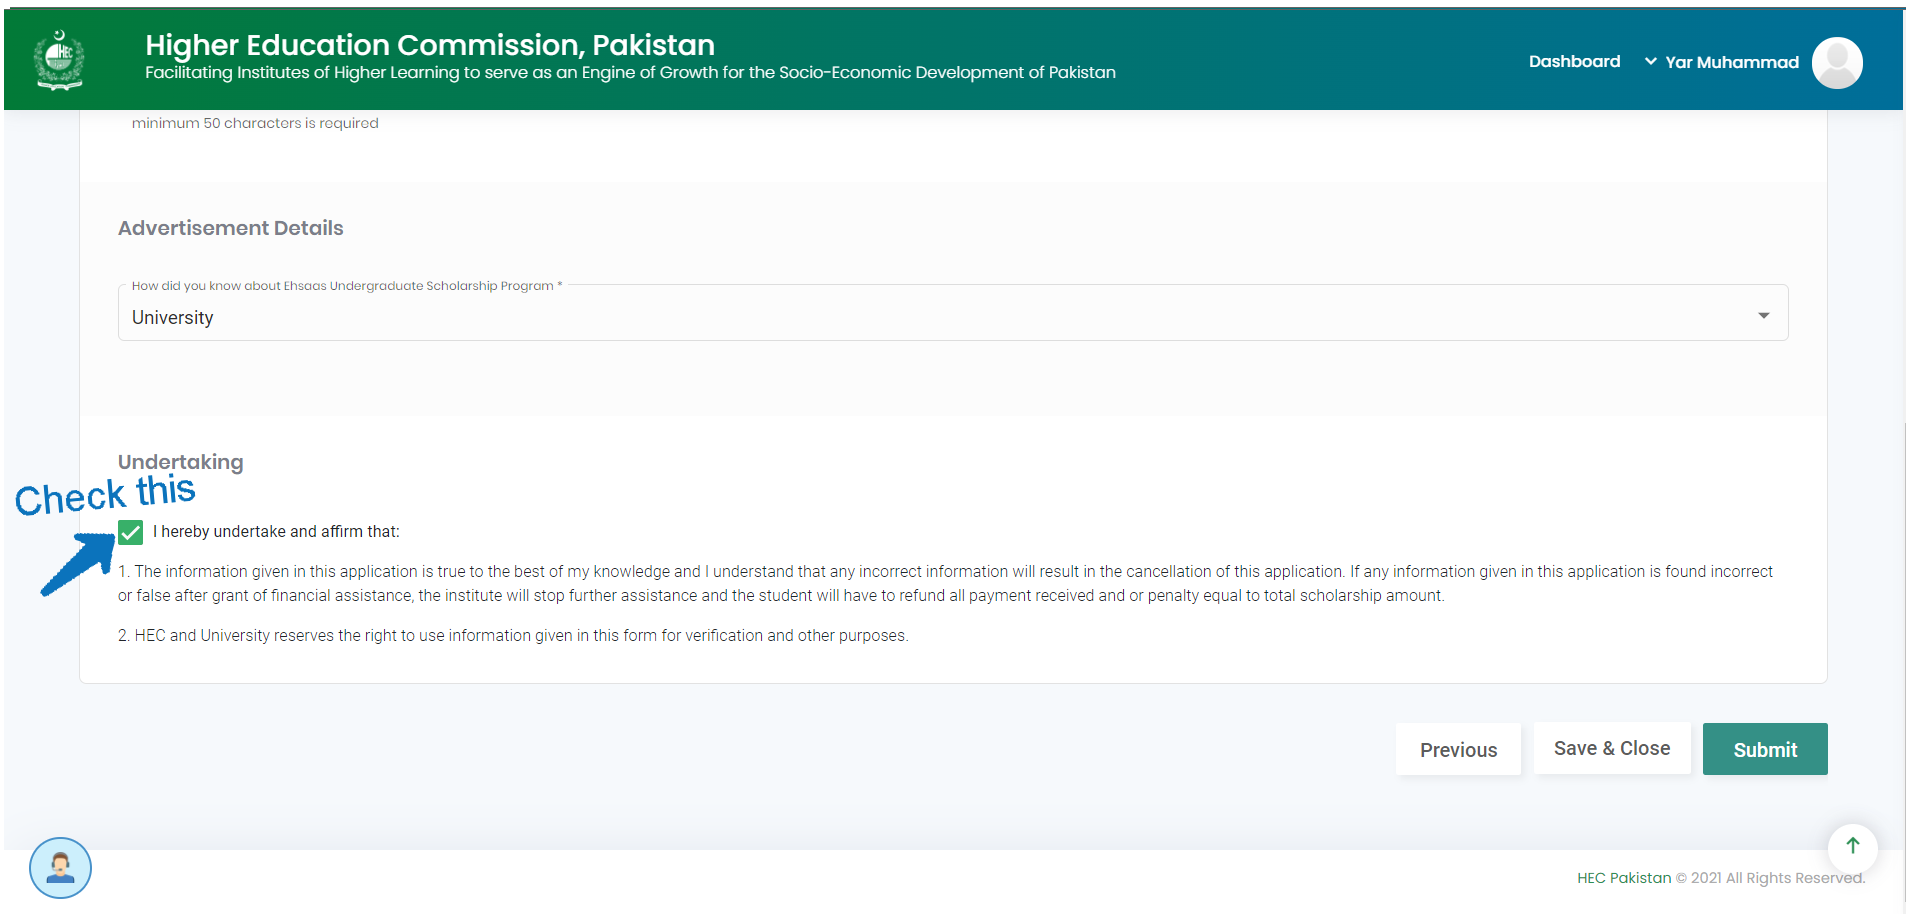 Higher Education Commission, Pakistan
Facilitating Institutes of Higher Learning to serve as an Engine of Growth for the Socio-Economic Development of Pakistan
Dashboard
Yar Muhammad
HEC
minimum 50 characters is required
Advertisement Details
How did you know about Ehsaas Undergraduate Scholarship Program *
University
Undertaking
Check this
I hereby undertake and affirm that:
1. The information given in this application is true to the best of my knowledge and I understand that any incorrect information will result in the cancellation of this application. If any information given in this application is found incorrect
or false after grant of financial assistance, the institute will stop further assistance and the student will have to refund all payment received and or penalty equal to total scholarship amount.
2. HEC and University reserves the right to use information given in this form for verification and other purposes.
Previous
Save & Close
Submit
HEC Pakistan © 2021 All Rights Reserved.